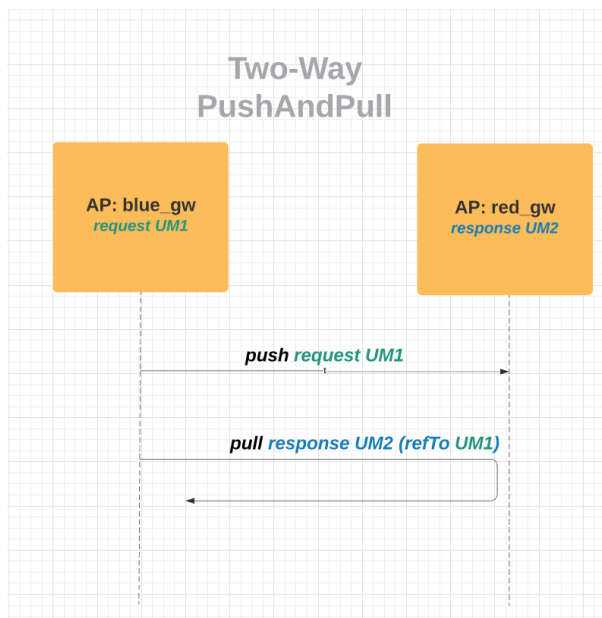 Two-Way
PushAndPull
AP: blue_gw
request UM1
AP: red_gw
response UM2
push request UM1
pull response UM2 (refTo UM1)